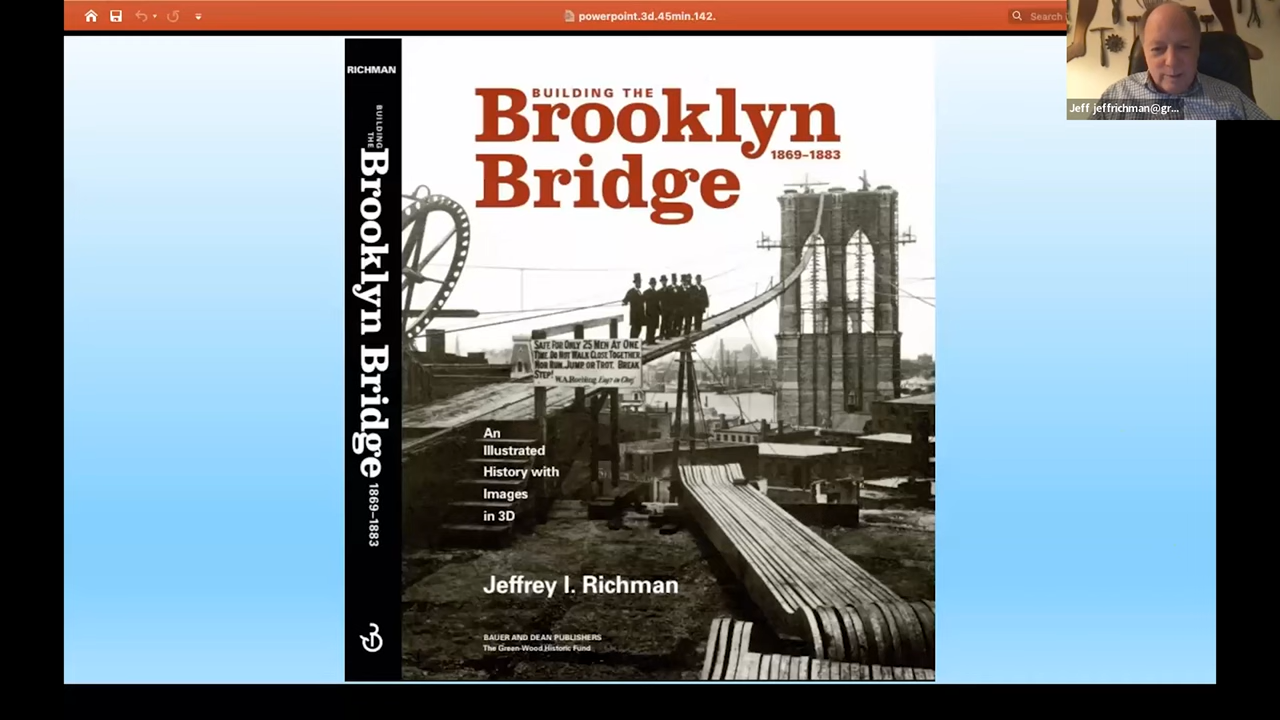 powerpoint.3d.45min.142.
Search
Jeff jeffrichman@gr...
RICHMAN
BUILDING THE
Brooklyn Bridge
1869–1883
BUILDING THE
Brooklyn
1869–1883
Bridge
SAFE FOR ONLY 25 MEN AT ONE
TIME. DO NOT WALK CLOSE TOGETHER,
NOR RUN, JUMP, OR TROT. BREAK
STEP!
W.A. Roebling, Engr in Chief
An
Illustrated
History with
Images
in 3D
Jeffrey I. Richman
BAUER AND DEAN PUBLISHERS
The Green-Wood Historic Fund